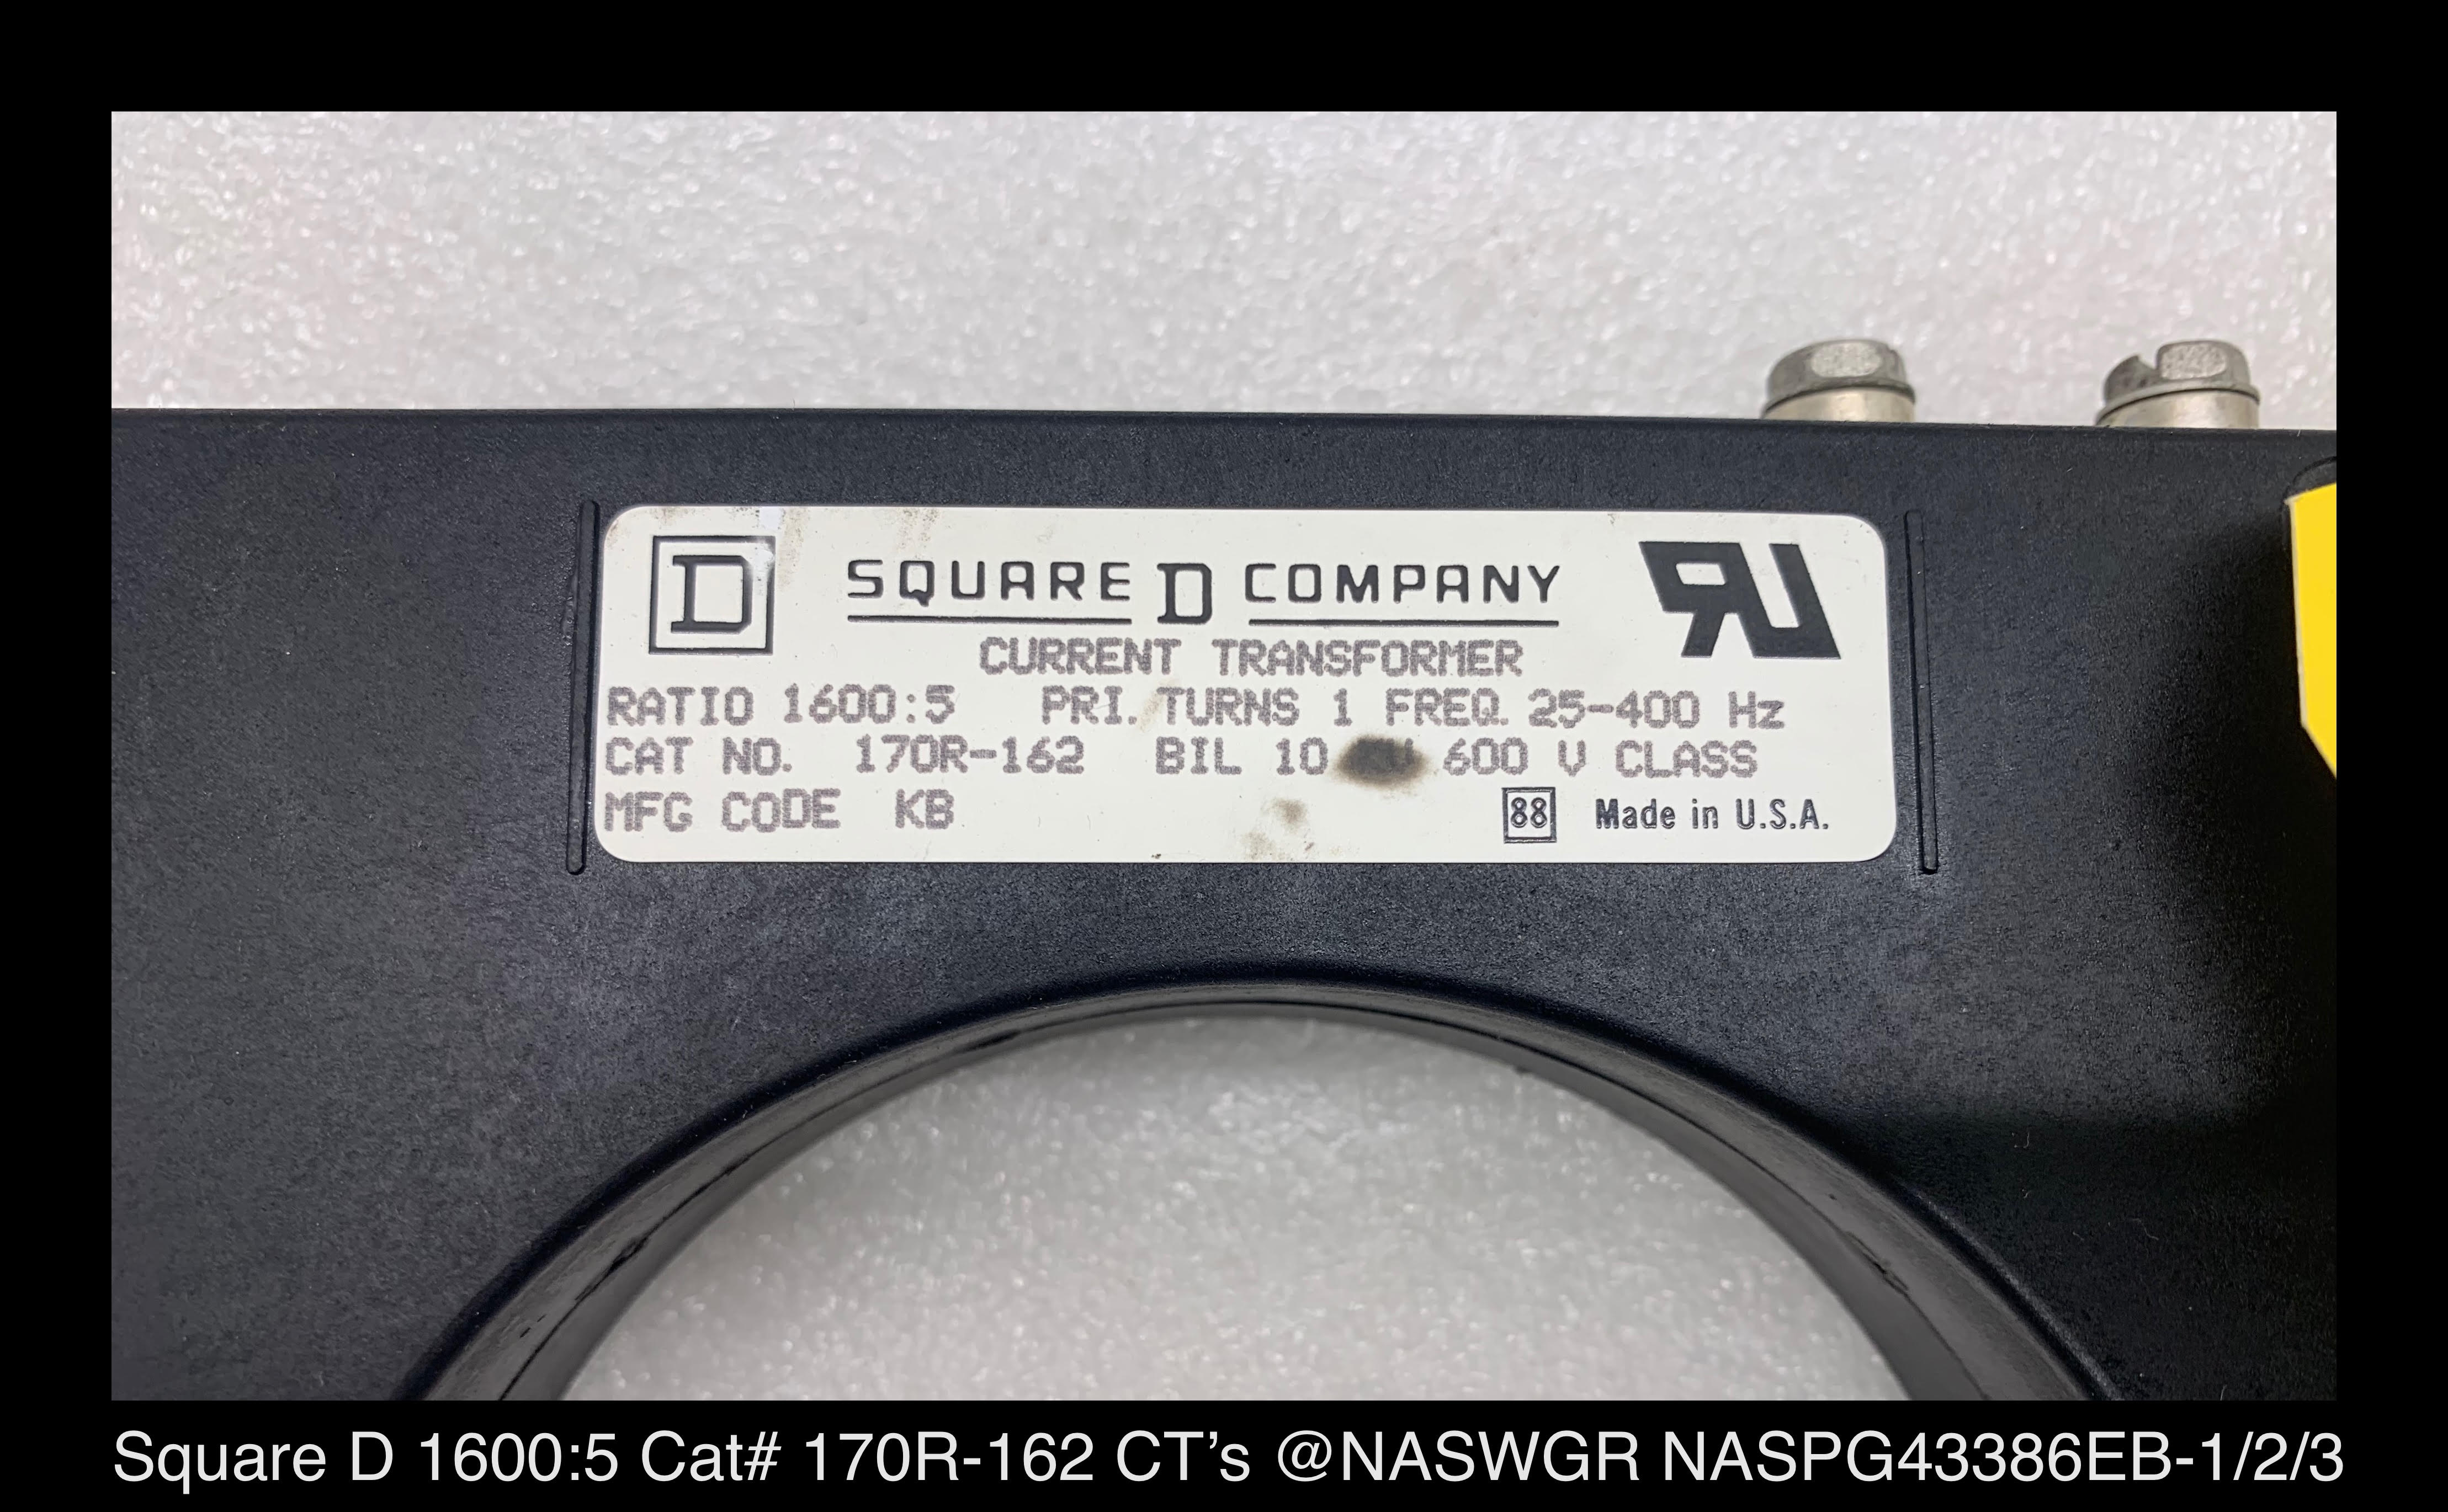 D SQUARE D COMPANY RU
CURRENT TRANSFORMER
RATIO 1600:5 PRI. TURNS 1 FREQ. 25-400 Hz
CAT NO. 170R-162 BIL 10 600 V CLASS
MFG CODE KB 88 Made in U.S.A.
Square D 1600:5 Cat# 170R-162 CT’s @NASWGR NASPG43386EB-1/2/3